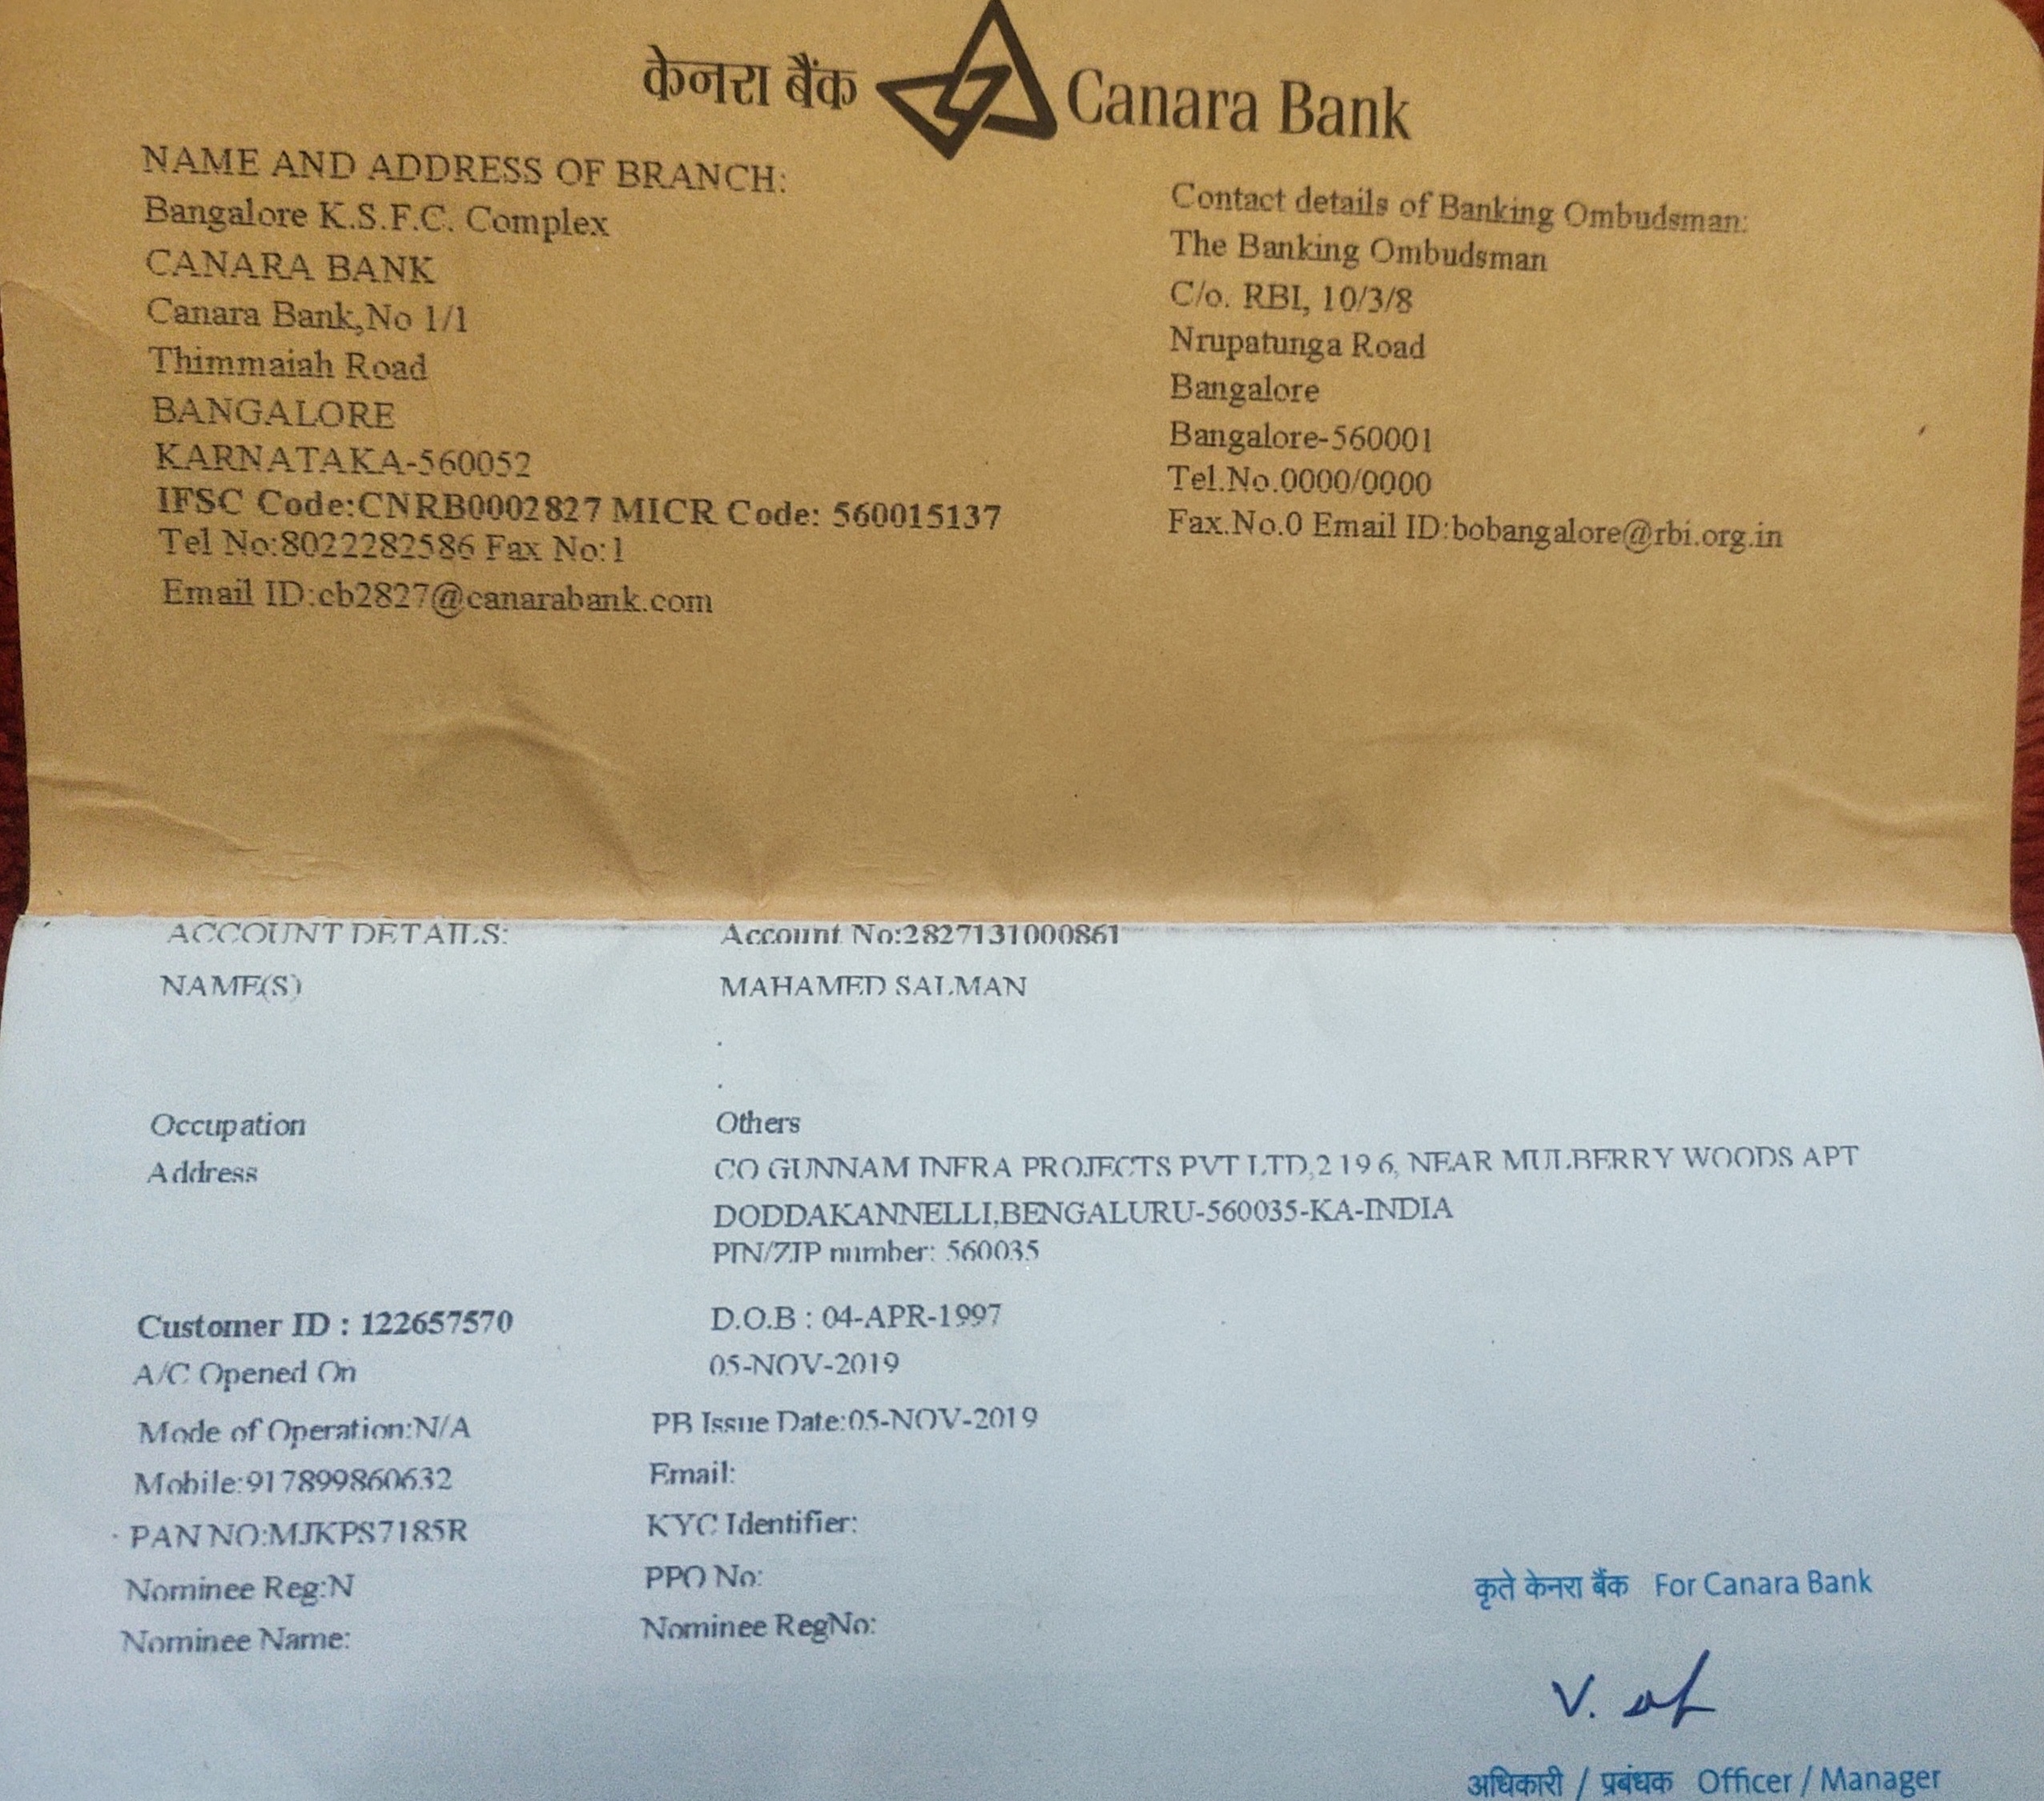 केनरा बैंक Canara Bank
NAME AND ADDRESS OF BRANCH:
Bangalore K.S.F.C. Complex
CANARA BANK
Canara Bank,No 1/1
Thimmaiah Road
BANGALORE
KARNATAKA-560052
IFSC Code:CNRB0002827 MICR Code: 560015137
Tel No:8022282586 Fax No:1
Email ID:cb2827@canarabank.com
Contact details of Banking Ombudsman:
The Banking Ombudsman
C/o. RBI, 10/3/8
Nrupatunga Road
Bangalore
Bangalore-560001
Tel.No.0000/0000
Fax.No.0 Email ID:bobangalore@rbi.org.in
ACCOUNT DETAILS: Account No:2827131000861
NAME(S) MAHAMED SALMAN
.
.
Occupation Others
Address CO GUNNAM INFRA PROJECTS PVT LTD,2 19 6, NEAR MULBERRY WOODS APT
DODDAKANNELLI,BENGALURU-560035-KA-INDIA
PIN/ZIP number: 560035
Customer ID : 122657570 D.O.B : 04-APR-1997
A/C Opened On 05-NOV-2019
Mode of Operation:N/A PB Issue Date:05-NOV-2019
Mobile:917899860632 Email:
PAN NO:MJKPS7185R KYC Identifier:
Nominee Reg:N PPO No:
Nominee Name: Nominee RegNo:
कृते केनरा बैंक For Canara Bank
V.
अधिकारी / प्रबंधक Officer / Manager